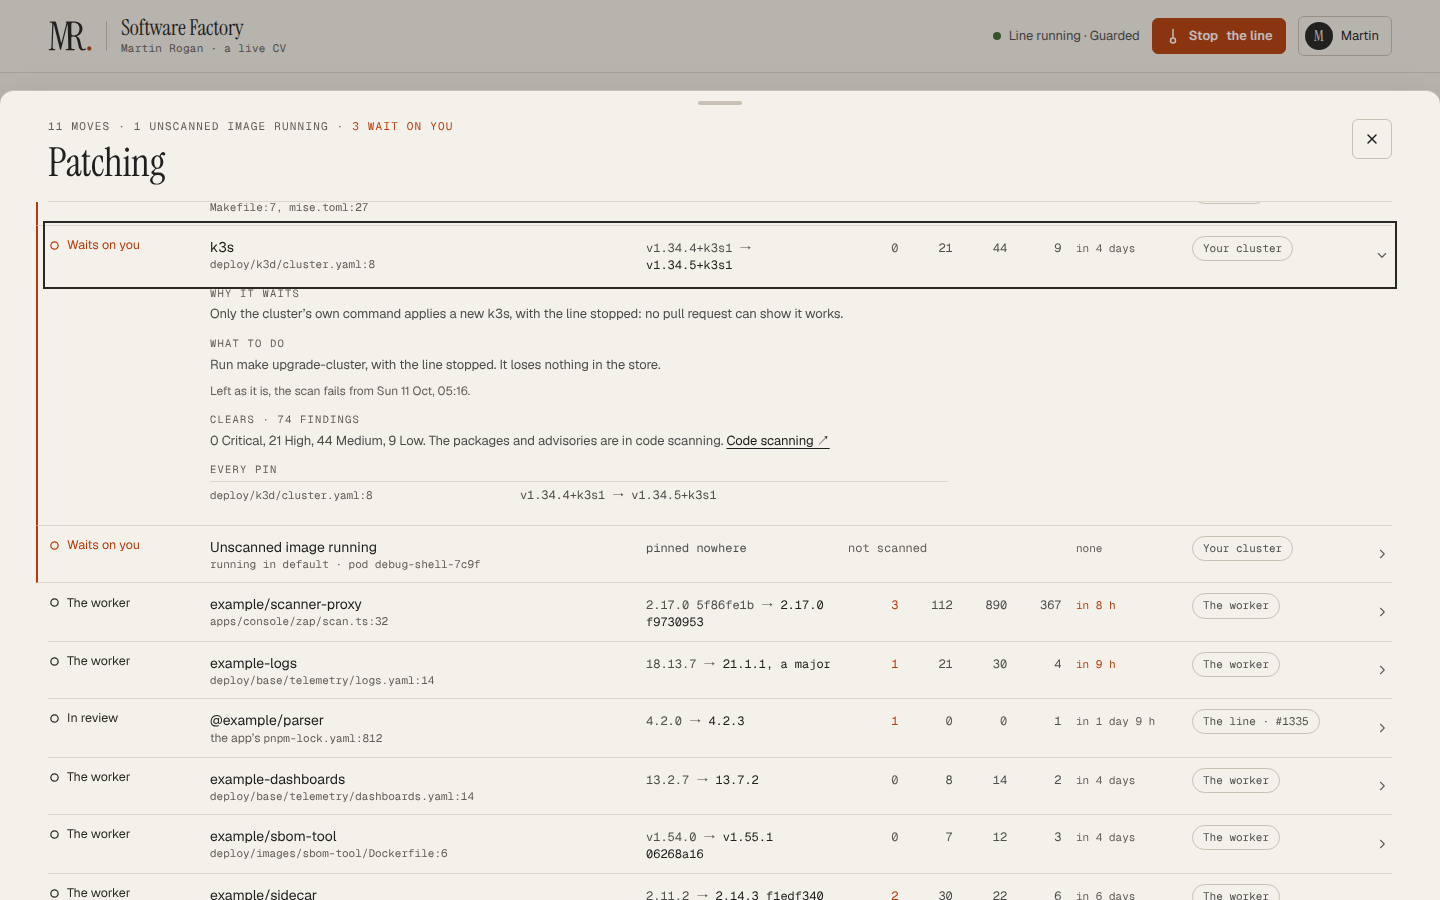 MR.
Software Factory
Martin Rogan · a live CV
Line running · Guarded
Stop the line
M
Martin
11 MOVES · 1 UNSCANNED IMAGE RUNNING · 3 WAIT ON YOU
Patching
Makefile:7, mise.toml:27
Waits on you k3s v1.34.4+k3s1 → 0 21 44 9 in 4 days Your cluster
deploy/k3d/cluster.yaml:8 v1.34.5+k3s1
WHY IT WAITS
Only the cluster's own command applies a new k3s, with the line stopped: no pull request can show it works.
WHAT TO DO
Run make upgrade-cluster, with the line stopped. It loses nothing in the store.
Left as it is, the scan fails from Sun 11 Oct, 05:16.
CLEARS · 74 FINDINGS
0 Critical, 21 High, 44 Medium, 9 Low. The packages and advisories are in code scanning. Code scanning ↗
EVERY PIN
deploy/k3d/cluster.yaml:8 v1.34.4+k3s1 → v1.34.5+k3s1
Waits on you Unscanned image running pinned nowhere not scanned none Your cluster
running in default · pod debug-shell-7c9f
The worker example/scanner-proxy 2.17.0 5f86fe1b → 2.17.0 3 112 890 367 in 8 h The worker
apps/console/zap/scan.ts:32 f9730953
The worker example-logs 18.13.7 → 21.1.1, a major 1 21 30 4 in 9 h The worker
deploy/base/telemetry/logs.yaml:14
In review @example/parser 4.2.0 → 4.2.3 1 0 0 1 in 1 day 9 h The line · #1335
the app's pnpm-lock.yaml:812
The worker example-dashboards 13.2.7 → 13.7.2 0 8 14 2 in 4 days The worker
deploy/base/telemetry/dashboards.yaml:14
The worker example/sbom-tool v1.54.0 → v1.55.1 0 7 12 3 in 4 days The worker
deploy/images/sbom-tool/Dockerfile:6 06268a16
The worker example/sidecar 2.11.2 → 2.14.3 f1edf340 2 30 22 6 in 6 days The worker